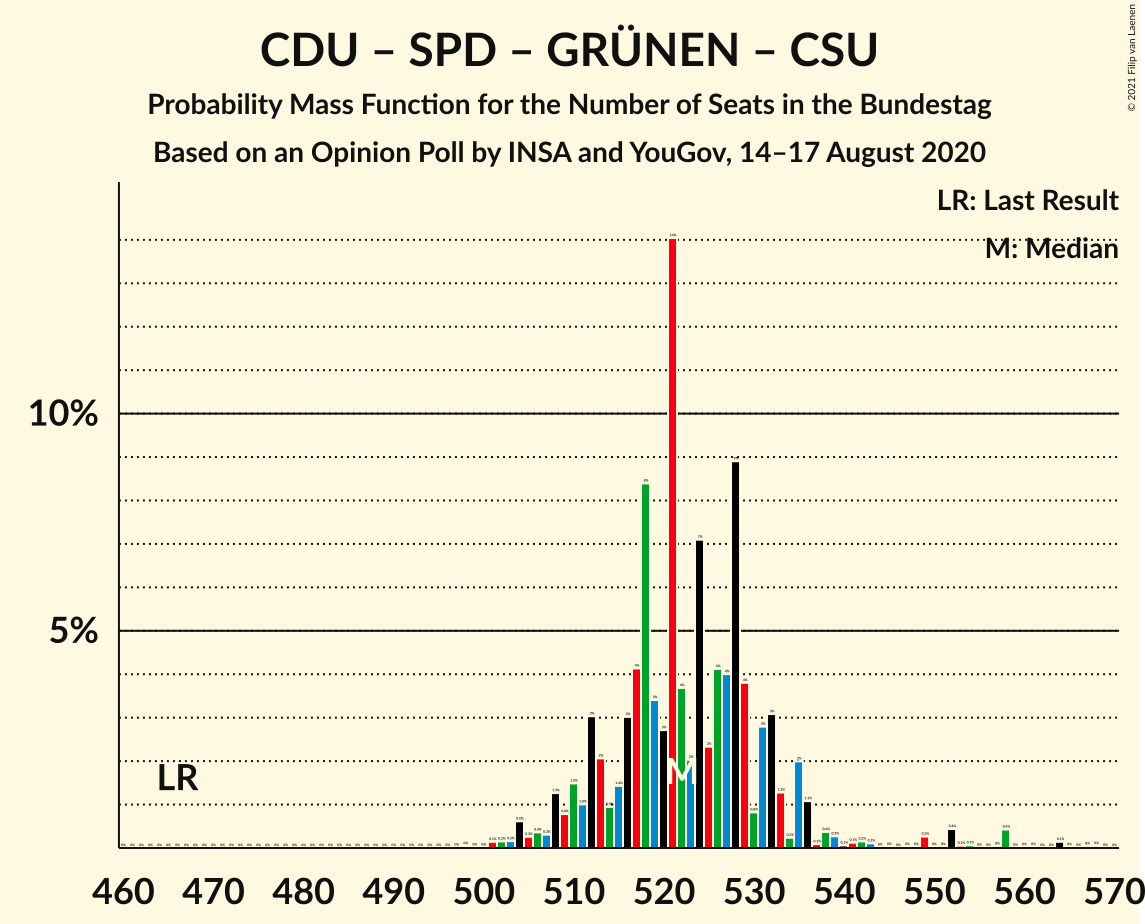 CDU – SPD – GRÜNEN – CSU
Probability Mass Function for the Number of Seats in the Bundestag
Based on an Opinion Poll by INSA and YouGov, 14–17 August 2020
© 2021 Filip van Laenen
LR: Last Result
M: Median
10%
5%
LR
M
460 470 480 490 500 510 520 530 540 550 560 570